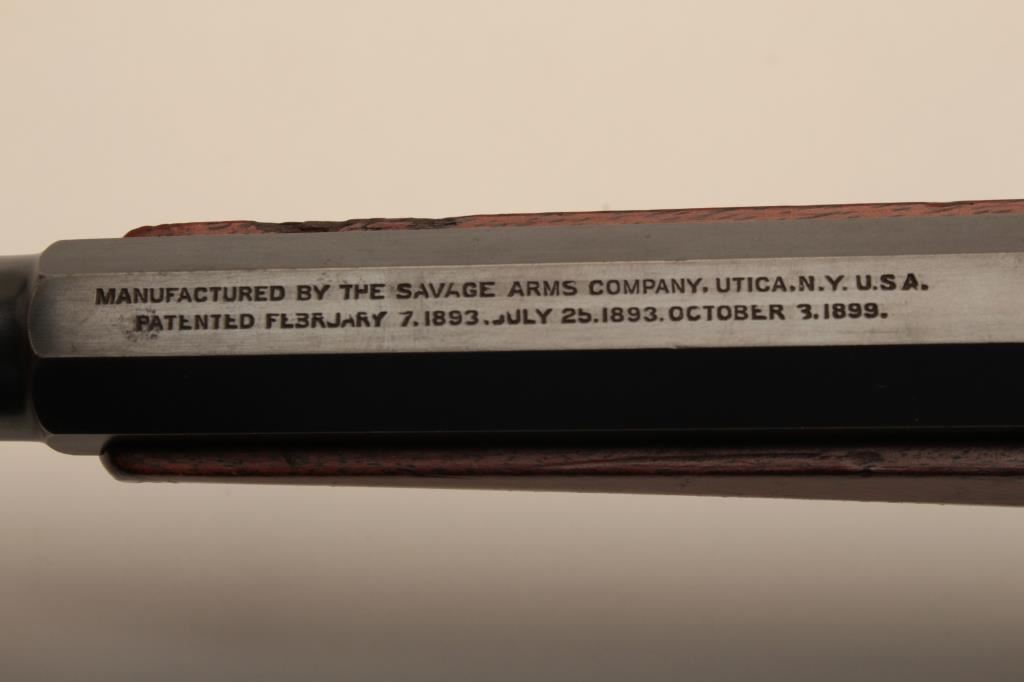 MANUFACTURED BY THE SAVAGE ARMS COMPANY, UTICA.N.Y. U.S.A.
PATENTED FEBRUARY 7.1893.JULY 25.1893.OCTOBER 3.1899.